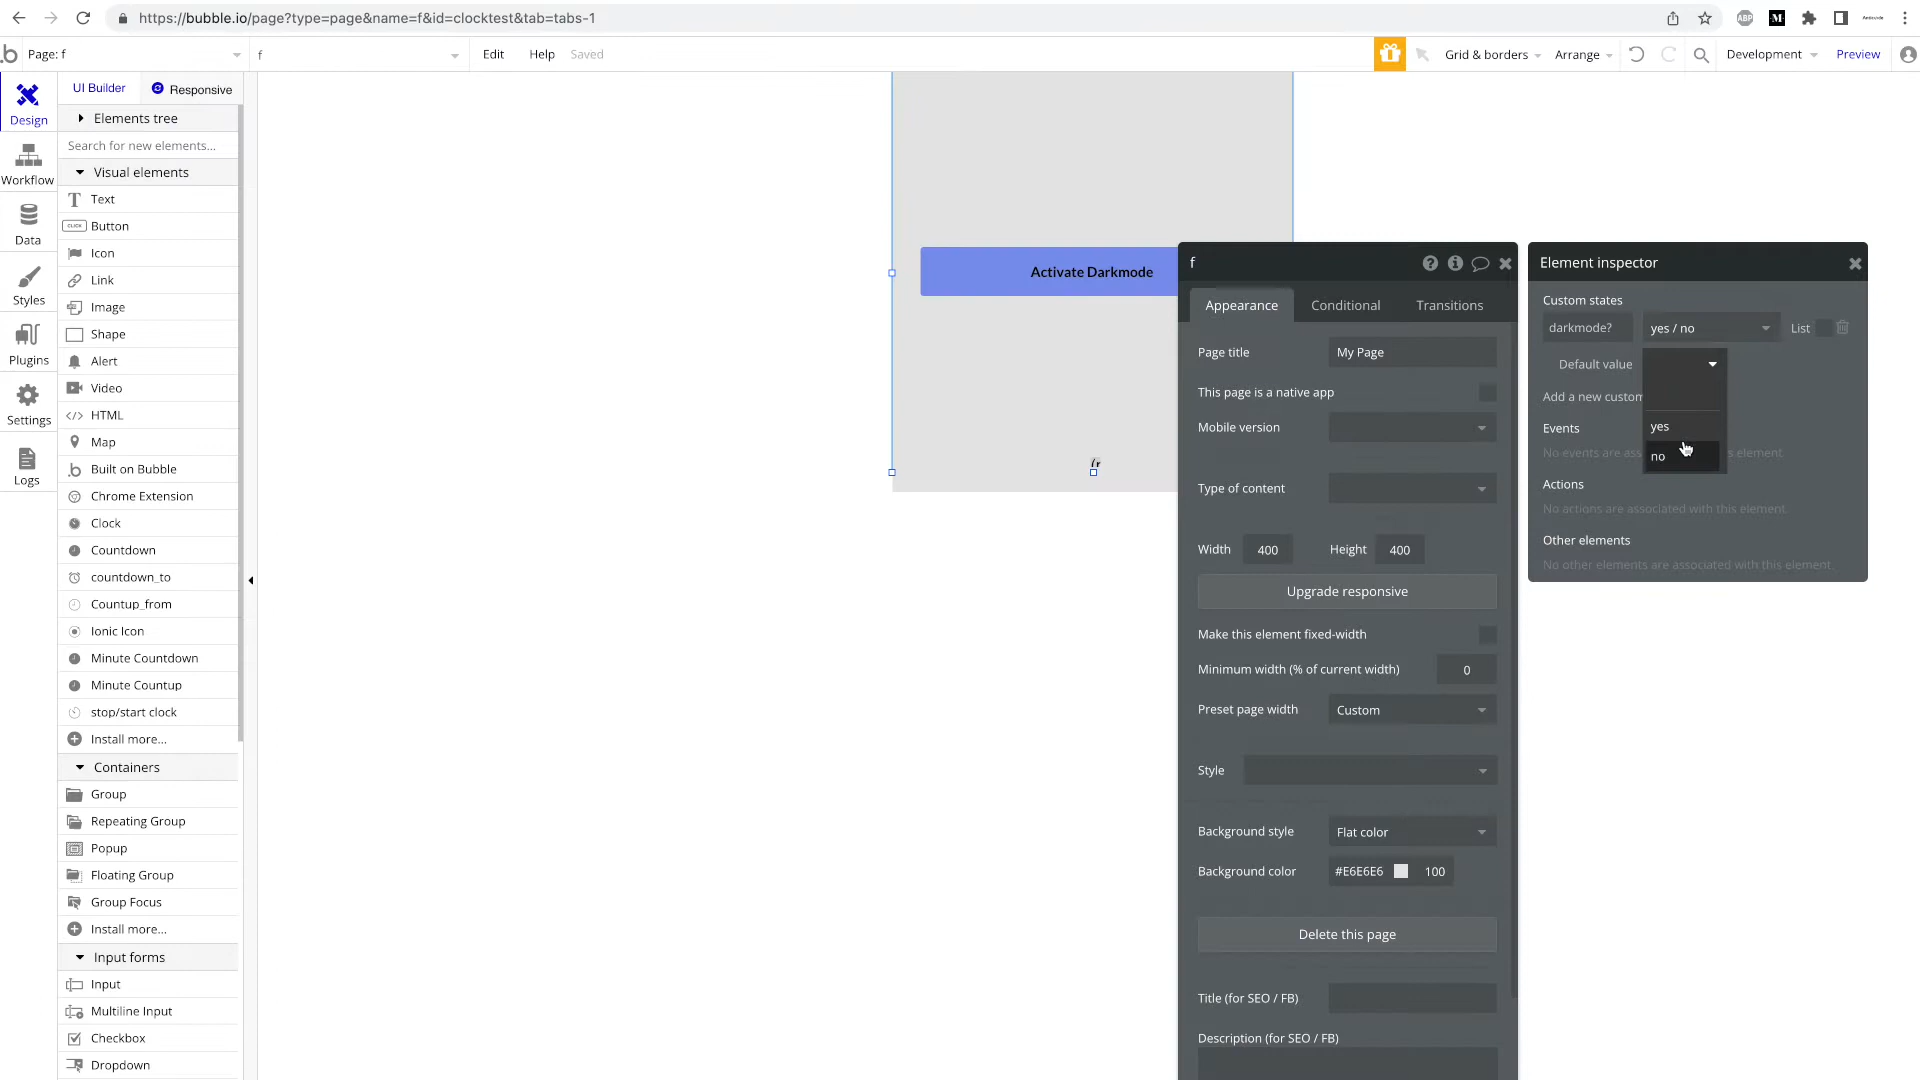 https://bubble.io/page?type=page&name=f&id=clocktest&tab=tabs-1
ABP
M
.b
Page: f
f
Edit
Help
Saved
Grid & borders
Arrange
Development
Preview
Design
Workflow
Data
Styles
Plugins
Settings
Logs
UI Builder
Responsive
Elements tree
Search for new elements...
Visual elements
Text
CLICK Button
Icon
Link
Image
Shape
Alert
Video
HTML
Map
Built on Bubble
Chrome Extension
Clock
Countdown
countdown_to
Countup_from
Ionic Icon
Minute Countdown
Minute Countup
stop/start clock
Install more...
Containers
Group
Repeating Group
Popup
Floating Group
Group Focus
Install more...
Input forms
Input
Multiline Input
Checkbox
Dropdown
Activate Darkmode
f
Appearance
Conditional
Transitions
Page title
My Page
This page is a native app
Mobile version
Type of content
Width
400
Height
400
Upgrade responsive
Make this element fixed-width
Minimum width (% of current width)
0
Preset page width
Custom
Style
Background style
Flat color
Background color
#E6E6E6
100
Delete this page
Title (for SEO / FB)
Description (for SEO / FB)
Element inspector
Custom states
darkmode?
yes / no
List
Default value
Add a new custom
yes
no
Events
No events are ass
s element.
Actions
No actions are associated with this element.
Other elements
No other elements are associated with this element.